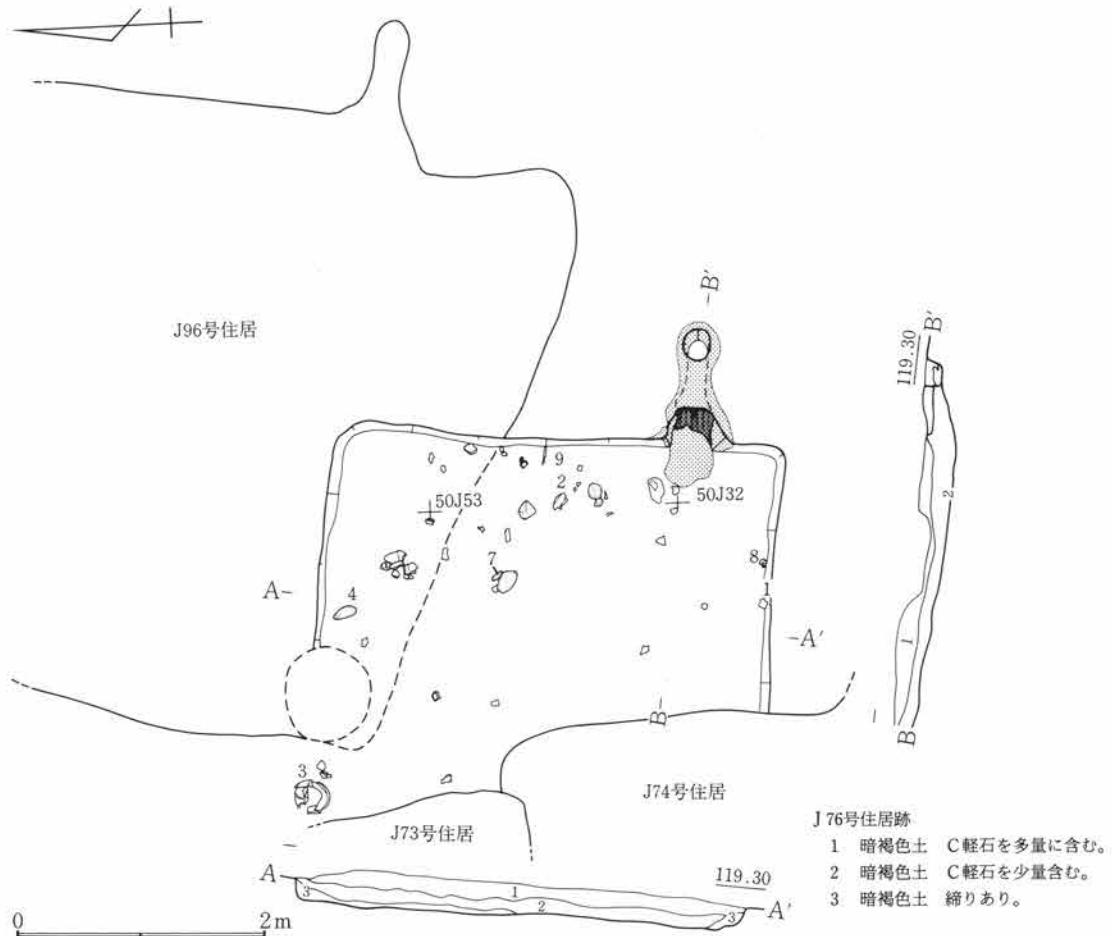 J96号住居
B′
B′
119.30
9
2
50J53
50J32
2
7
8
A
4
1
A′
1
B
B
3
J74号住居
J73号住居
J 76号住居跡
1 暗褐色土 C軽石を多量に含む。
2 暗褐色土 C軽石を少量含む。
3 暗褐色土 締りあり。
A
119.30
3
1
2
3
A′
0
2m